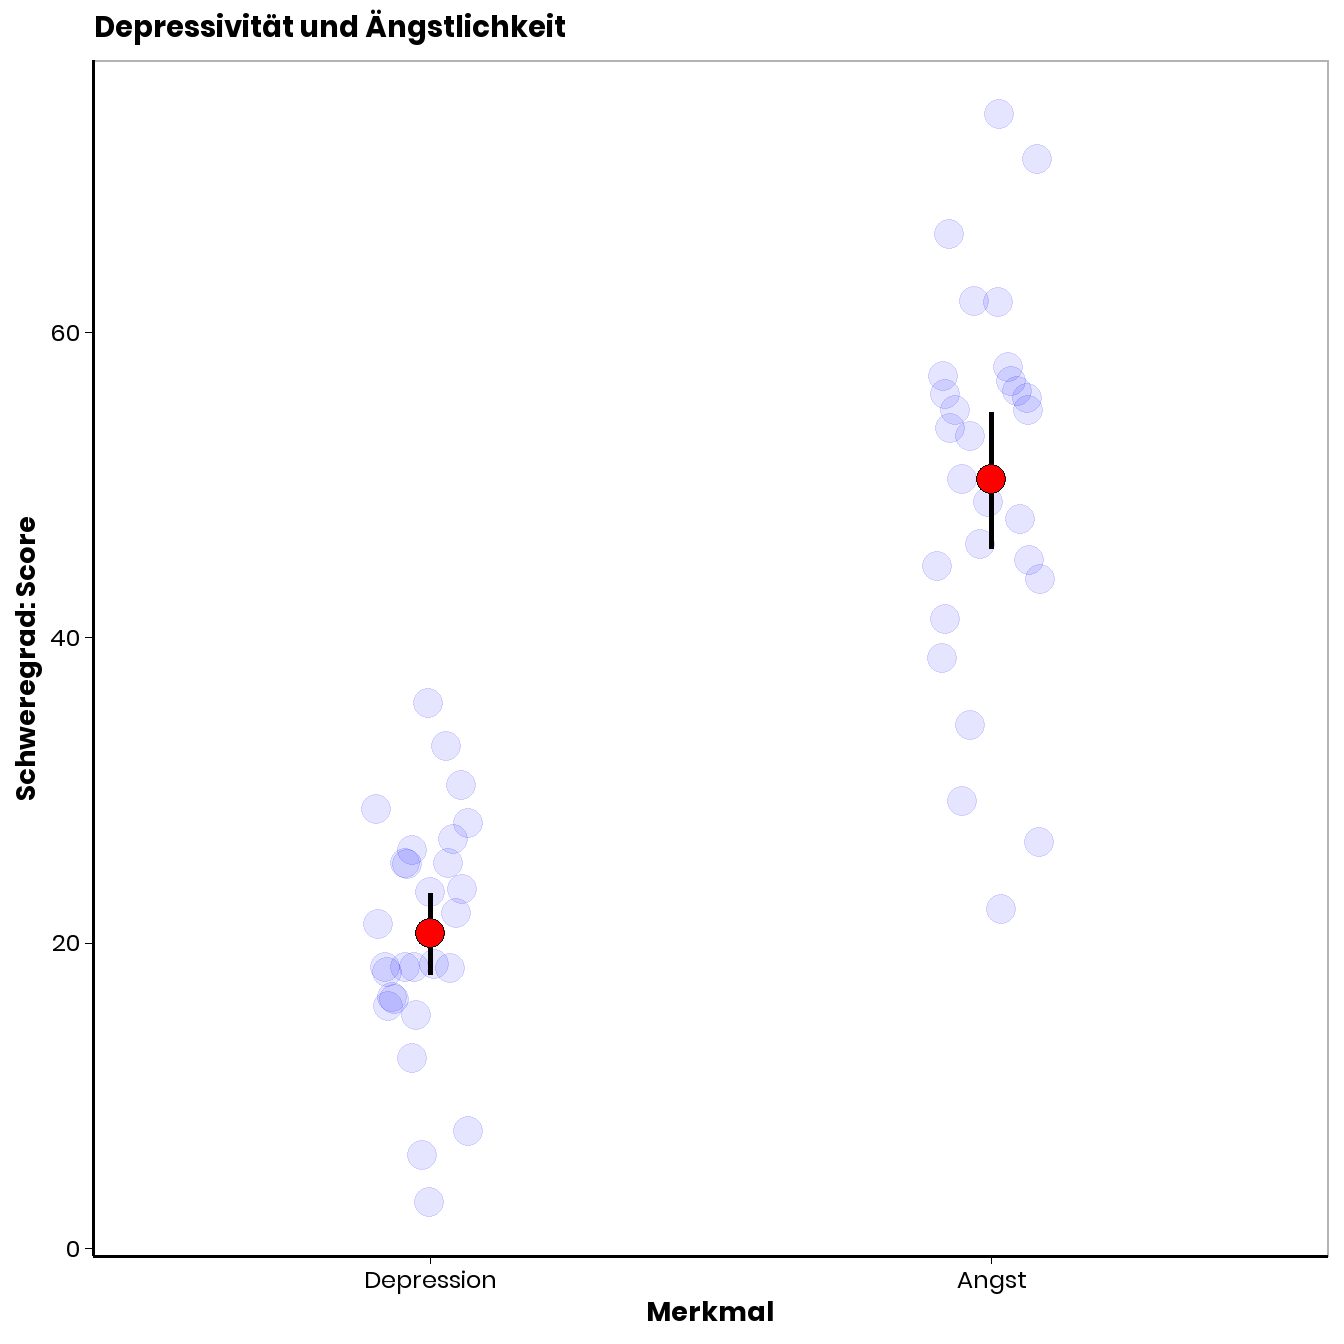 Depressivität und Ängstlichkeit
Schweregrad: Score
60
40
20
0
Depression
Angst
Merkmal